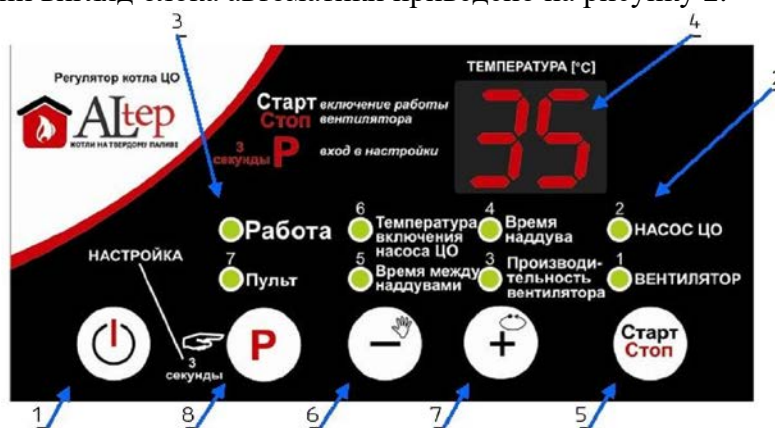 вигляд блока автоматики приведено на рисунку 2.
3
4
Регулятор котла ЦО
ALtep
КОТЛИ НА ТВЕРДОМУ ПАЛИВІ
Старт включение работы
Стоп вентилятора
3 секунды P вход в настройки
ТЕМПЕРАТУРА [°C]
35
2
Работа
6 Температура включения насоса ЦО
4 Время наддува
2 НАСОС ЦО
НАСТРОЙКА
7 Пульт
5 Время между наддувами
3 Производи-тельность вентилятора
1 ВЕНТИЛЯТОР
3 секунды
P
−
+
Старт
Стоп
1
8
6
7
5